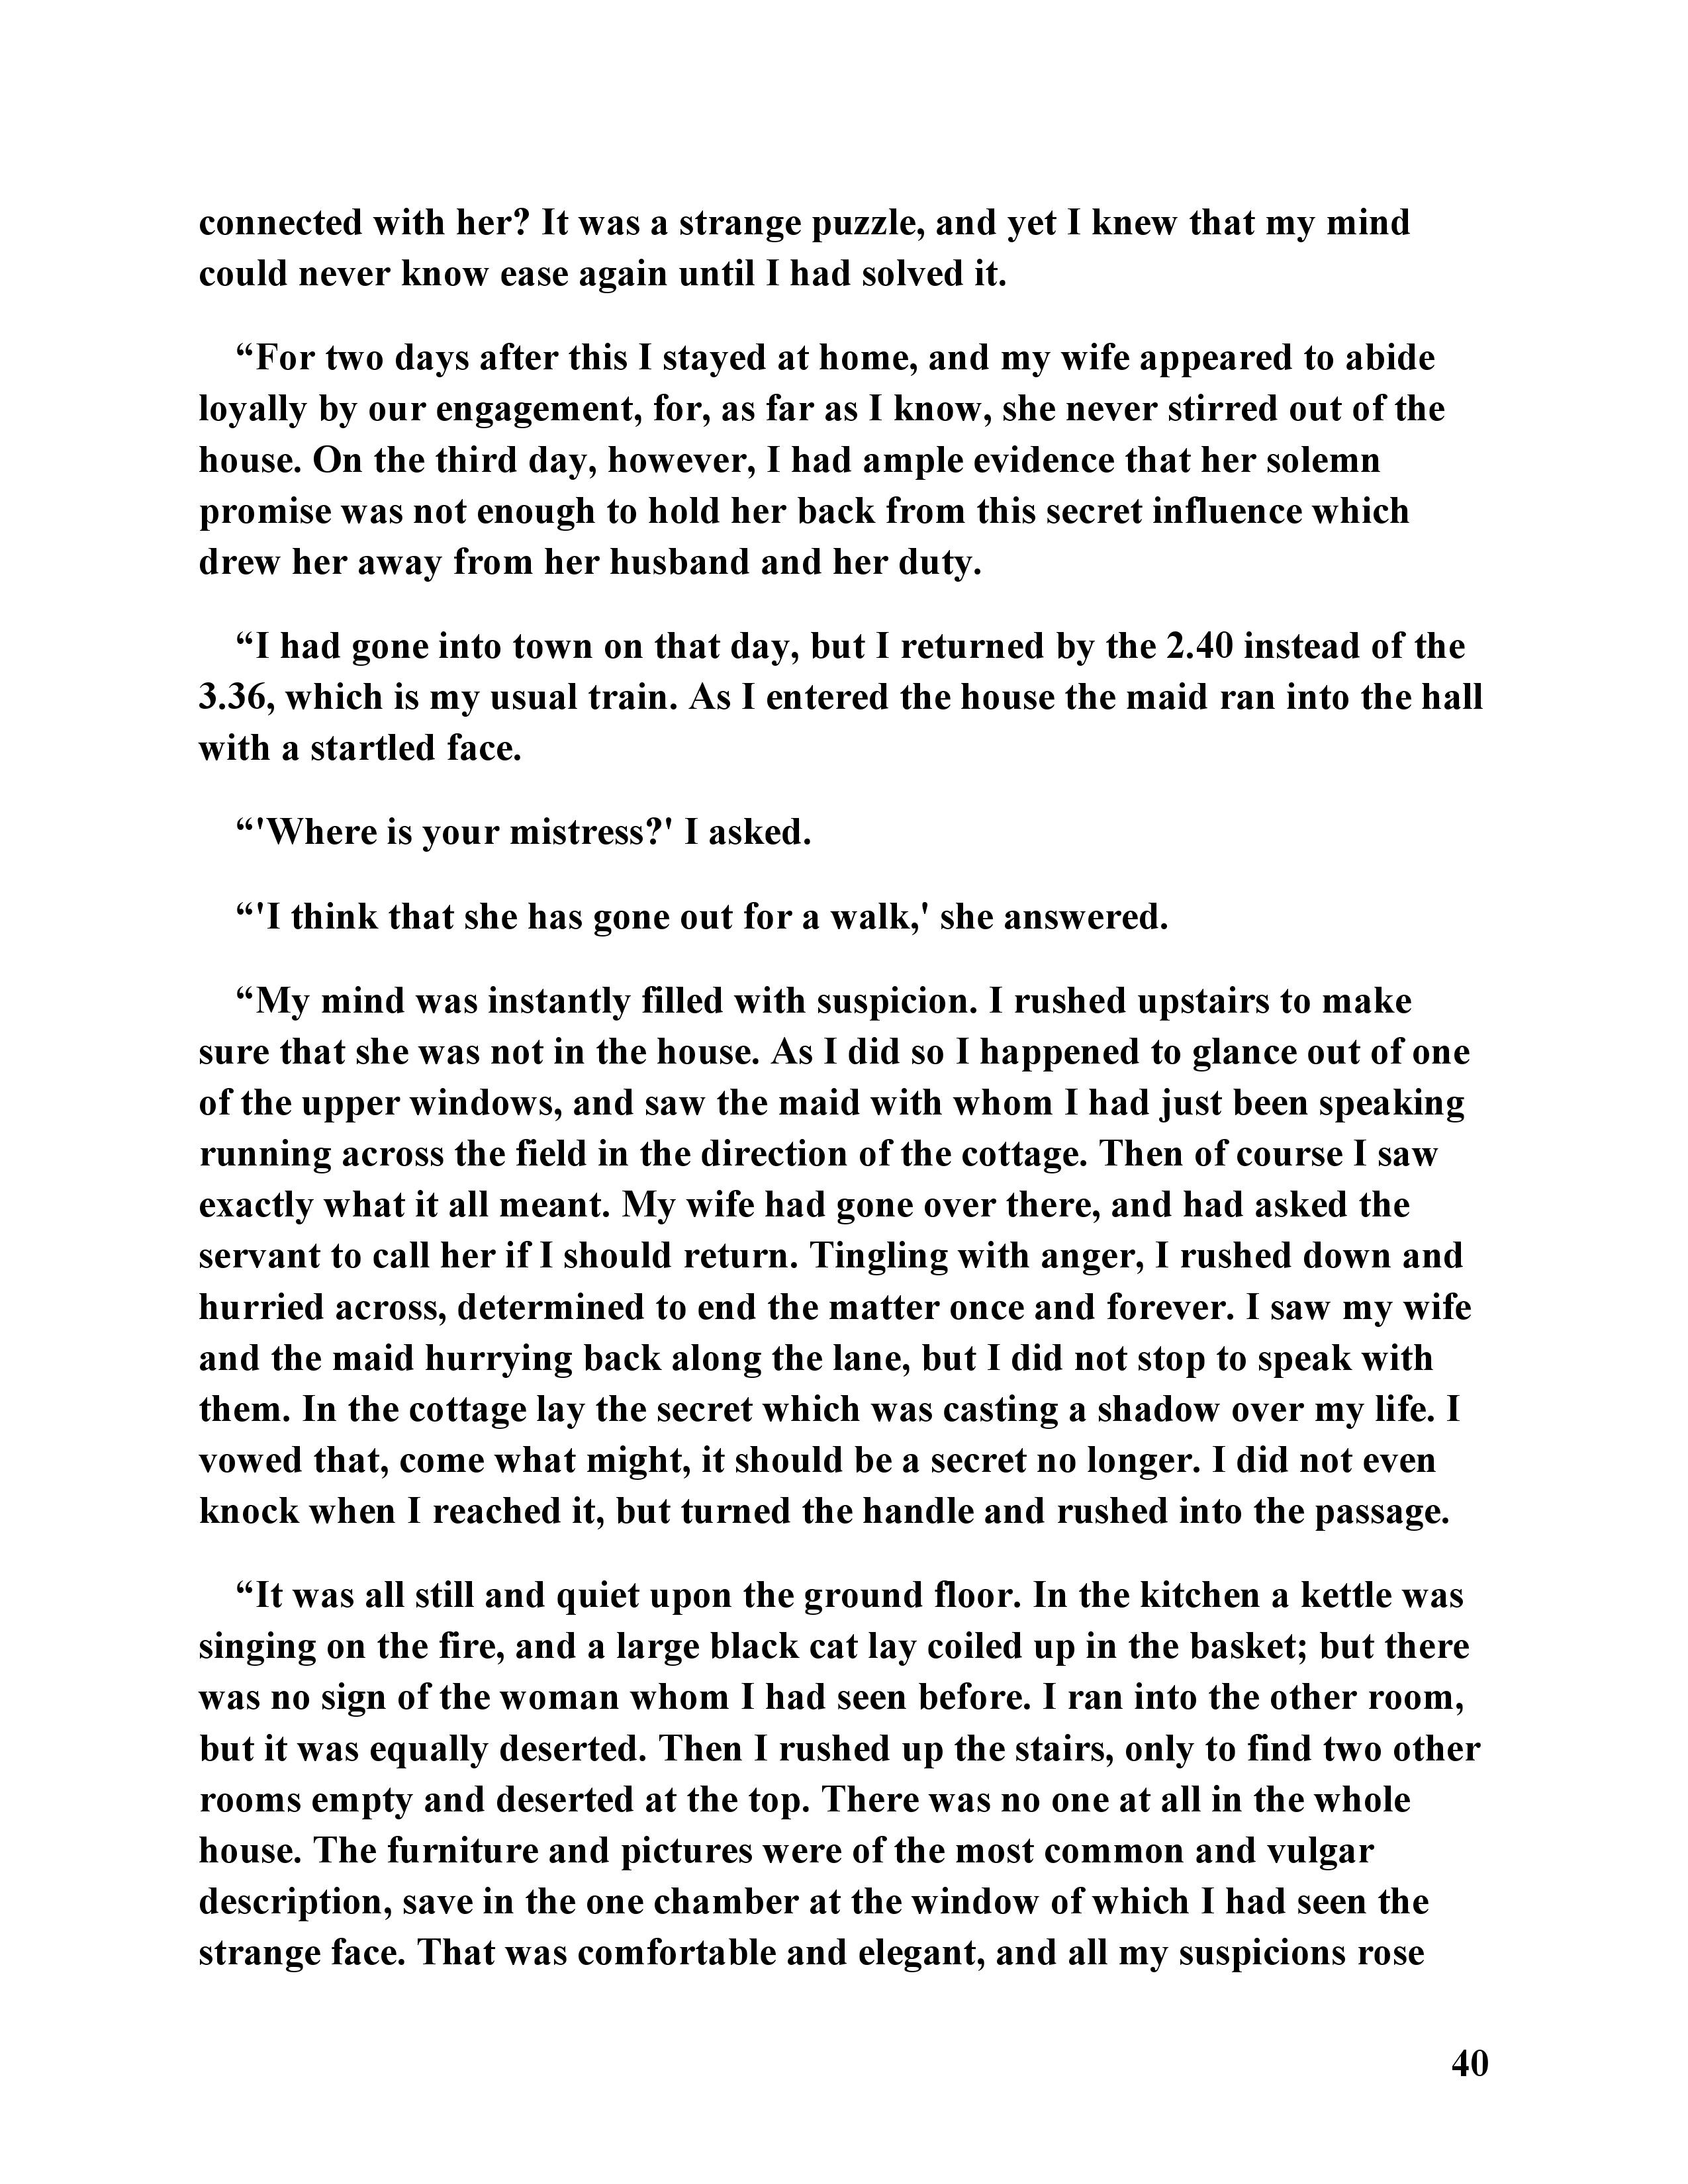 connected with her? It was a strange puzzle, and yet I knew that my mind
could never know ease again until I had solved it.
“For two days after this I stayed at home, and my wife appeared to abide
loyally by our engagement, for, as far as I know, she never stirred out of the
house. On the third day, however, I had ample evidence that her solemn
promise was not enough to hold her back from this secret influence which
drew her away from her husband and her duty.
“I had gone into town on that day, but I returned by the 2.40 instead of the
3.36, which is my usual train. As I entered the house the maid ran into the hall
with a startled face.
“'Where is your mistress?' I asked.
“'I think that she has gone out for a walk,' she answered.
“My mind was instantly filled with suspicion. I rushed upstairs to make
sure that she was not in the house. As I did so I happened to glance out of one
of the upper windows, and saw the maid with whom I had just been speaking
running across the field in the direction of the cottage. Then of course I saw
exactly what it all meant. My wife had gone over there, and had asked the
servant to call her if I should return. Tingling with anger, I rushed down and
hurried across, determined to end the matter once and forever. I saw my wife
and the maid hurrying back along the lane, but I did not stop to speak with
them. In the cottage lay the secret which was casting a shadow over my life. I
vowed that, come what might, it should be a secret no longer. I did not even
knock when I reached it, but turned the handle and rushed into the passage.
“It was all still and quiet upon the ground floor. In the kitchen a kettle was
singing on the fire, and a large black cat lay coiled up in the basket; but there
was no sign of the woman whom I had seen before. I ran into the other room,
but it was equally deserted. Then I rushed up the stairs, only to find two other
rooms empty and deserted at the top. There was no one at all in the whole
house. The furniture and pictures were of the most common and vulgar
description, save in the one chamber at the window of which I had seen the
strange face. That was comfortable and elegant, and all my suspicions rose
40